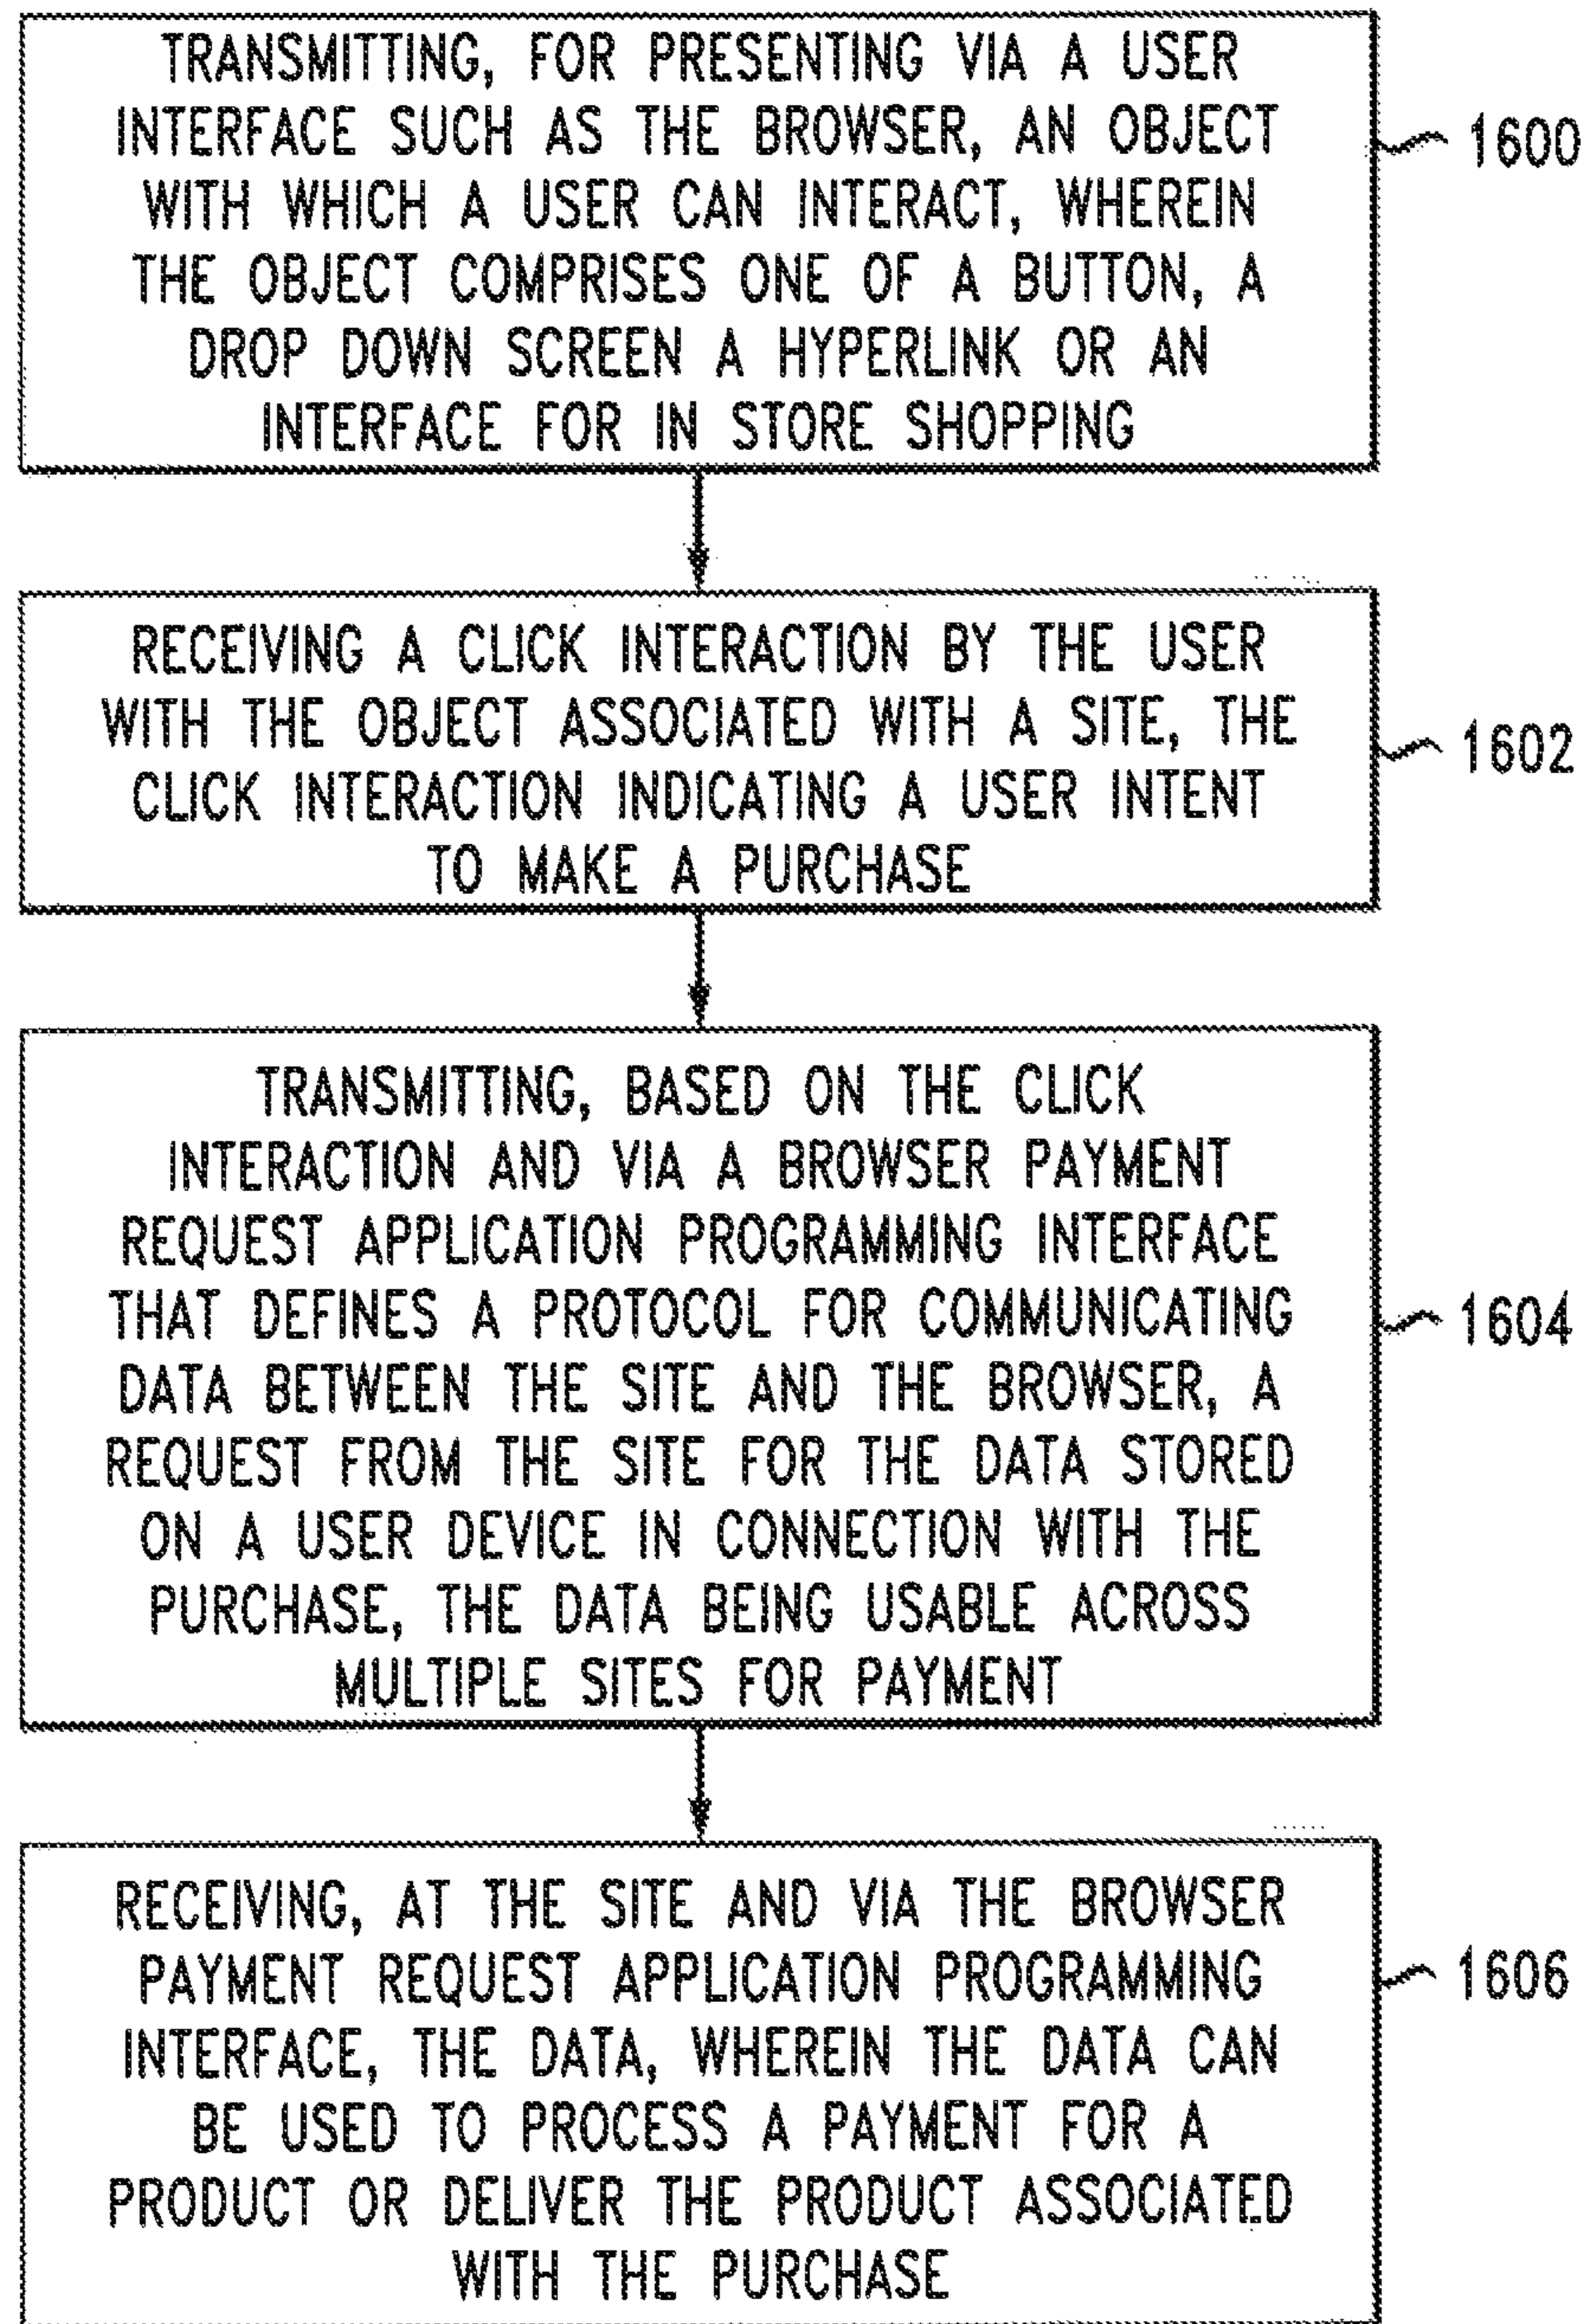 TRANSMITTING, FOR PRESENTING VIA A USER
INTERFACE SUCH AS THE BROWSER, AN OBJECT
WITH WHICH A USER CAN INTERACT, WHEREIN
THE OBJECT COMPRISES ONE OF A BUTTON, A
DROP DOWN SCREEN A HYPERLINK OR AN
INTERFACE FOR IN STORE SHOPPING
1600
RECEIVING A CLICK INTERACTION BY THE USER
WITH THE OBJECT ASSOCIATED WITH A SITE, THE
CLICK INTERACTION INDICATING A USER INTENT
TO MAKE A PURCHASE
1602
TRANSMITTING, BASED ON THE CLICK
INTERACTION AND VIA A BROWSER PAYMENT
REQUEST APPLICATION PROGRAMMING INTERFACE
THAT DEFINES A PROTOCOL FOR COMMUNICATING
DATA BETWEEN THE SITE AND THE BROWSER, A
REQUEST FROM THE SITE FOR THE DATA STORED
ON A USER DEVICE IN CONNECTION WITH THE
PURCHASE, THE DATA BEING USABLE ACROSS
MULTIPLE SITES FOR PAYMENT
1604
RECEIVING, AT THE SITE AND VIA THE BROWSER
PAYMENT REQUEST APPLICATION PROGRAMMING
INTERFACE, THE DATA, WHEREIN THE DATA CAN
BE USED TO PROCESS A PAYMENT FOR A
PRODUCT OR DELIVER THE PRODUCT ASSOCIATED
WITH THE PURCHASE
1606